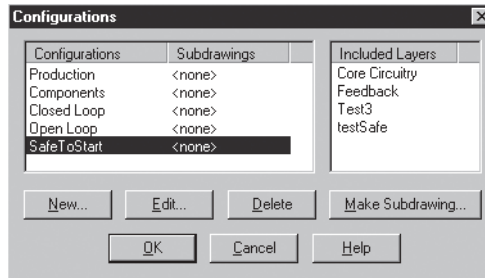 Configurations
Configurations Subdrawings
Production <none>
Components <none>
Closed Loop <none>
Open Loop <none>
SafeToStart <none>
Included Layers
Core Circuitry
Feedback
Test3
testSafe
New... Edit... Delete Make Subdrawing...
OK Cancel Help